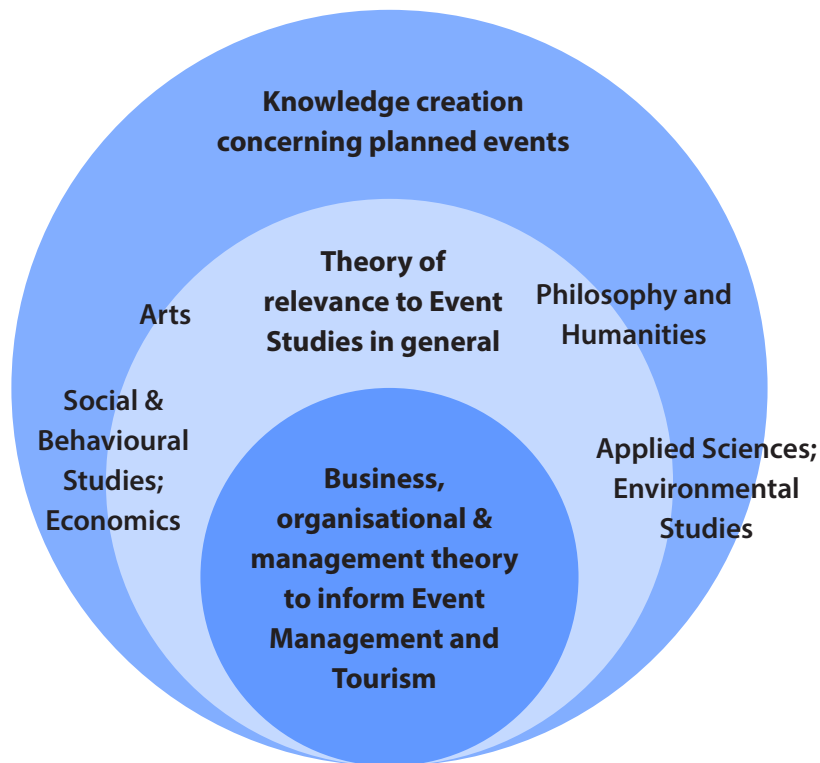 Knowledge creation
concerning planned events
Theory of
relevance to Event
Studies in general
Arts
Philosophy and
Humanities
Social &
Behavioural
Studies;
Economics
Applied Sciences;
Environmental
Studies
Business,
organisational &
management theory
to inform Event
Management and
Tourism